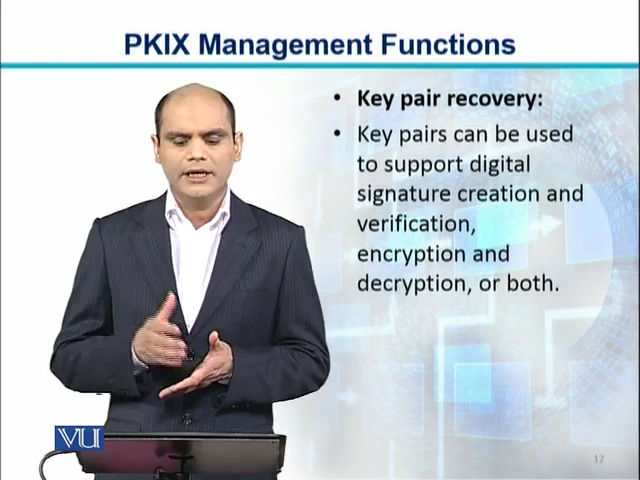 PKIX Management Functions
• Key pair recovery:
• Key pairs can be used
to support digital
signature creation and
verification,
encryption and
decryption, or both.
VU
12